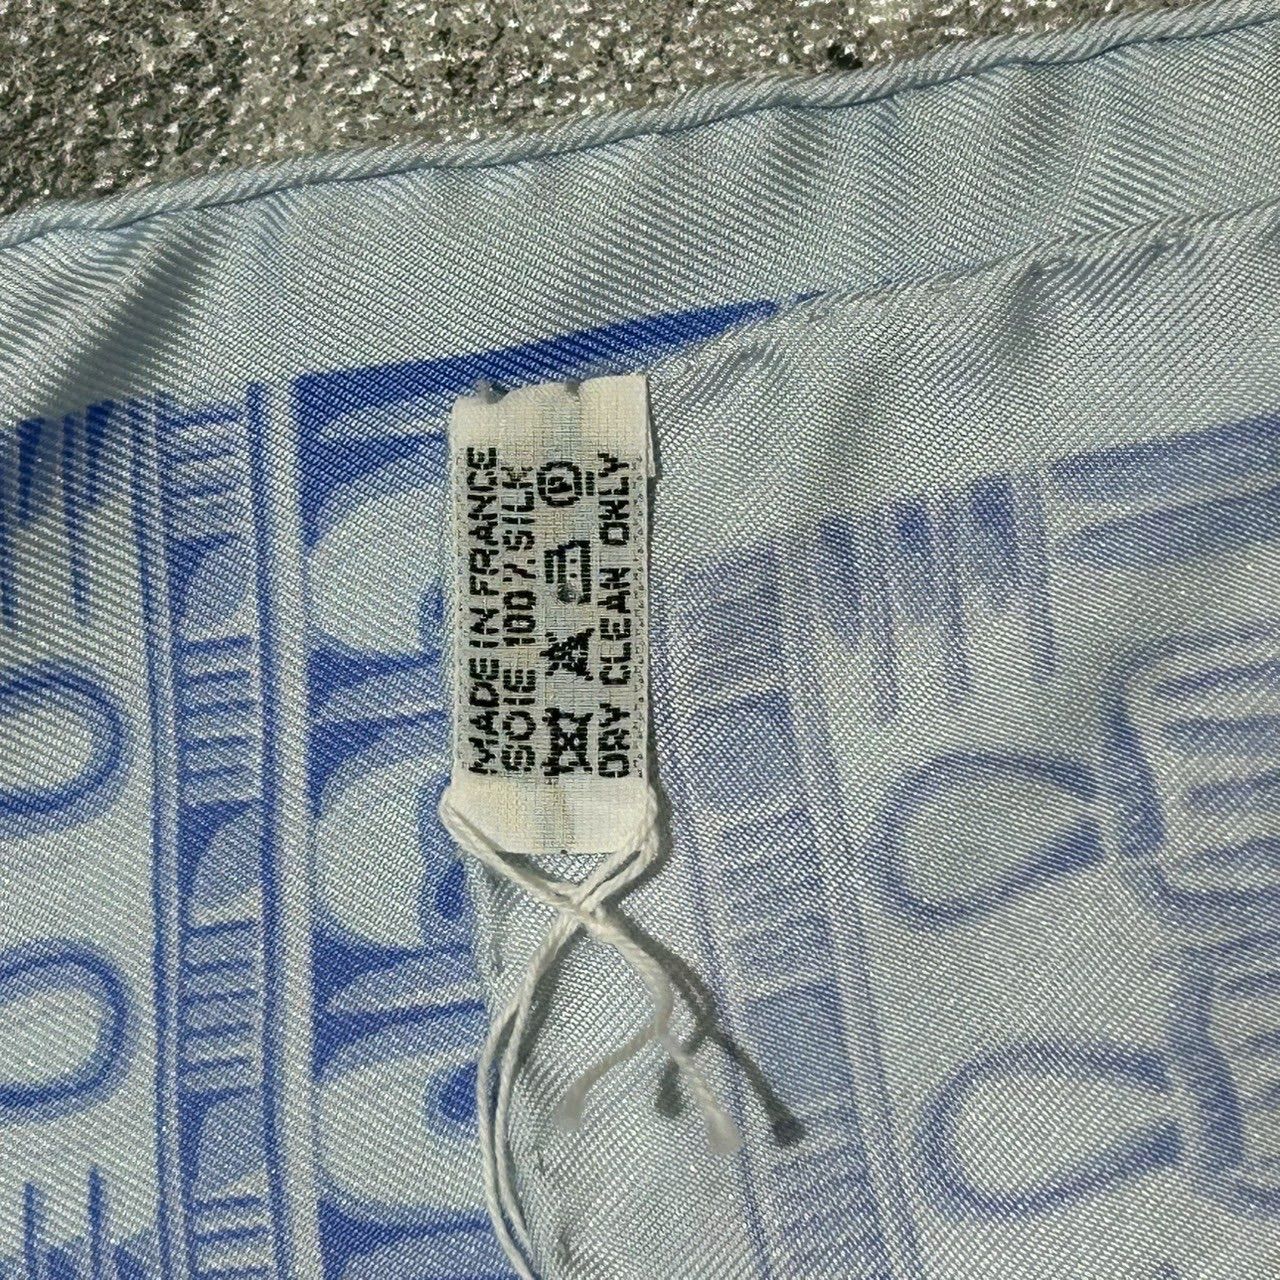 MADE IN FRANCE
SOIE 100% SILK
P
DRY CLEAN ONLY